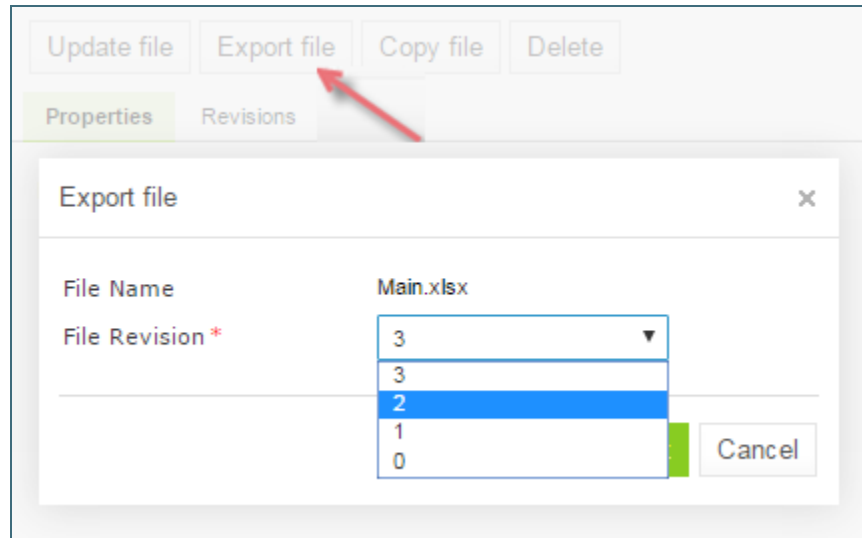 Update file Export file Copy file Delete
Properties Revisions
Export file ×
File Name Main.xlsx
File Revision * 3
3
2
1
0
Cancel